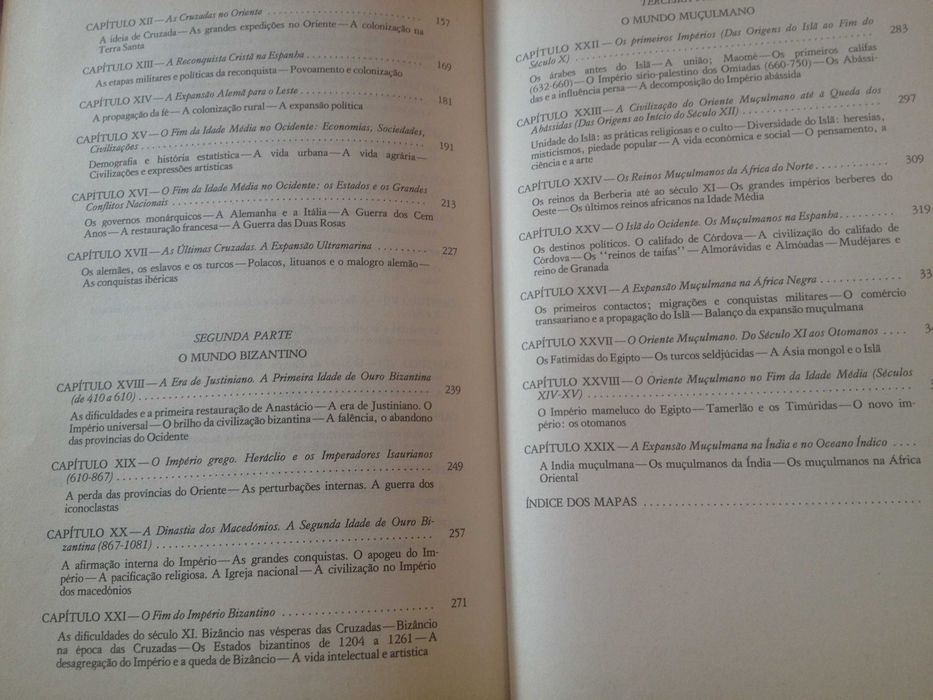 CAPÍTULO XII — As Cruzadas no Oriente . . . . . . . . . . . . . . . . . . . . . . . . 157
A ideia de Cruzada — As grandes expedições no Oriente — A colonização na
Terra Santa
CAPÍTULO XIII — A Reconquista Cristã na Espanha . . . . . . . . . . . . . . . . . . 169
As etapas militares e políticas da reconquista — Povoamento e colonização
CAPÍTULO XIV — A Expansão Alemã para o Leste . . . . . . . . . . . . . . . . . . . 181
A propagação da fé — A colonização rural — A expansão política
CAPÍTULO XV — O Fim da Idade Média no Ocidente: Economias, Sociedades,
Civilizações . . . . . . . . . . . . . . . . . . . . . . . . . . . . . . . . . . . . . 191
Demografia e história estatística — A vida urbana — A vida agrária —
Civilizações e expressões artísticas
CAPÍTULO XVI — O Fim da Idade Média no Ocidente: os Estados e os Grandes
Conflitos Nacionais . . . . . . . . . . . . . . . . . . . . . . . . . . . . . . . . 213
Os governos monárquicos — A Alemanha e a Itália — A Guerra dos Cem
Anos — A restauração francesa — A Guerra das Duas Rosas
CAPÍTULO XVII — As Últimas Cruzadas. A Expansão Ultramarina . . . . . . . . . 227
Os alemães, os eslavos e os turcos — Polacos, lituanos e o malogro alemão —
As conquistas ibéricas
SEGUNDA PARTE
O MUNDO BIZANTINO
CAPÍTULO XVIII — A Era de Justiniano. A Primeira Idade de Ouro Bizantina
(de 410 a 610) . . . . . . . . . . . . . . . . . . . . . . . . . . . . . . . . . . . . 239
As dificuldades e a primeira restauração de Anastácio — A era de Justiniano. O
Império universal — O brilho da civilização bizantina — A falência, o abandono
das províncias do Ocidente
CAPÍTULO XIX — O Império grego. Heráclio e os Imperadores Isaurianos
(610-867) . . . . . . . . . . . . . . . . . . . . . . . . . . . . . . . . . . . . . . . 249
A perda das províncias do Oriente — As perturbações internas. A guerra dos
iconoclastas
CAPÍTULO XX — A Dinastia dos Macedónios. A Segunda Idade de Ouro Bi-
zantina (867-1081) . . . . . . . . . . . . . . . . . . . . . . . . . . . . . . . . . 257
A afirmação interna do Império — As grandes conquistas. O apogeu do Im-
pério — A pacificação religiosa. A Igreja nacional — A civilização no Império
dos macedónios
CAPÍTULO XXI — O Fim do Império Bizantino . . . . . . . . . . . . . . . . . . . . 271
As dificuldades do século XI. Bizâncio nas vésperas das Cruzadas — Bizâncio
na época das Cruzadas — Os Estados bizantinos de 1204 a 1261 — A
desagregação do Império e a queda de Bizâncio — A vida intelectual e artística
TERCEIRA
O MUNDO MUÇULMANO
CAPÍTULO XXII — Os primeiros Impérios (Das Origens do Islã ao Fim do
Século X) . . . . . . . . . . . . . . . . . . . . . . . . . . . . . . . . . . . . . . . 283
Os árabes antes do Islã — A união; Maomé — Os primeiros califas
(632-660) — O Império sírio-palestino dos Omíadas (660-750) — Os Abássi-
das e a influência persa — A decomposição do Império abássida
CAPÍTULO XXIII — A Civilização do Oriente Muçulmano até à Queda dos
Abássidas (Das Origens ao Início do Século XII) . . . . . . . . . . . . . . . . . . 297
Unidade do Islã: as práticas religiosas e o culto — Diversidade do Islã: heresias,
misticismos, piedade popular — A vida econômica e social — O pensamento, a
ciência e a arte
CAPÍTULO XXIV — Os Reinos Muçulmanos da África do Norte . . . . . . . . . . . 309
Os reinos da Berberia até ao século XI — Os grandes impérios berberes do
Oeste — Os últimos reinos africanos na Idade Média
CAPÍTULO XXV — O Islã do Ocidente. Os Muçulmanos na Espanha . . . . . . . . 319
Os destinos políticos. O califado de Córdova — A civilização do califado de
Córdova — Os "reinos de taifas" — Almorávidas e Almóadas — Mudéjares e
reino de Granada
CAPÍTULO XXVI — A Expansão Muçulmana na África Negra . . . . . . . . . . . . 33
Os primeiros contactos; migrações e conquistas militares — O comércio
transaariano e a propagação do Islã — Balanço da expansão muçulmana
CAPÍTULO XXVII — O Oriente Muçulmano. Do Século XI aos Otomanos . . . .
Os Fatímidas do Egipto — Os turcos seldjúcidas — A Ásia mongol e o Islã
CAPÍTULO XXVIII — O Oriente Muçulmano no Fim da Idade Média (Séculos
XIV-XV) . . . . . . . . . . . . . . . . . . . . . . . . . . . . . . . . . . . . . . . .
O Império mameluco do Egipto — Tamerlão e os Timúridas — O novo im-
pério: os otomanos
CAPÍTULO XXIX — A Expansão Muçulmana na Índia e no Oceano Índico . . . .
A Índia muçulmana — Os muçulmanos da Índia — Os muçulmanos na África
Oriental
ÍNDICE DOS MAPAS . . . . . . . . . . . . . . . . . . . . . . . . . . . . . . . . .